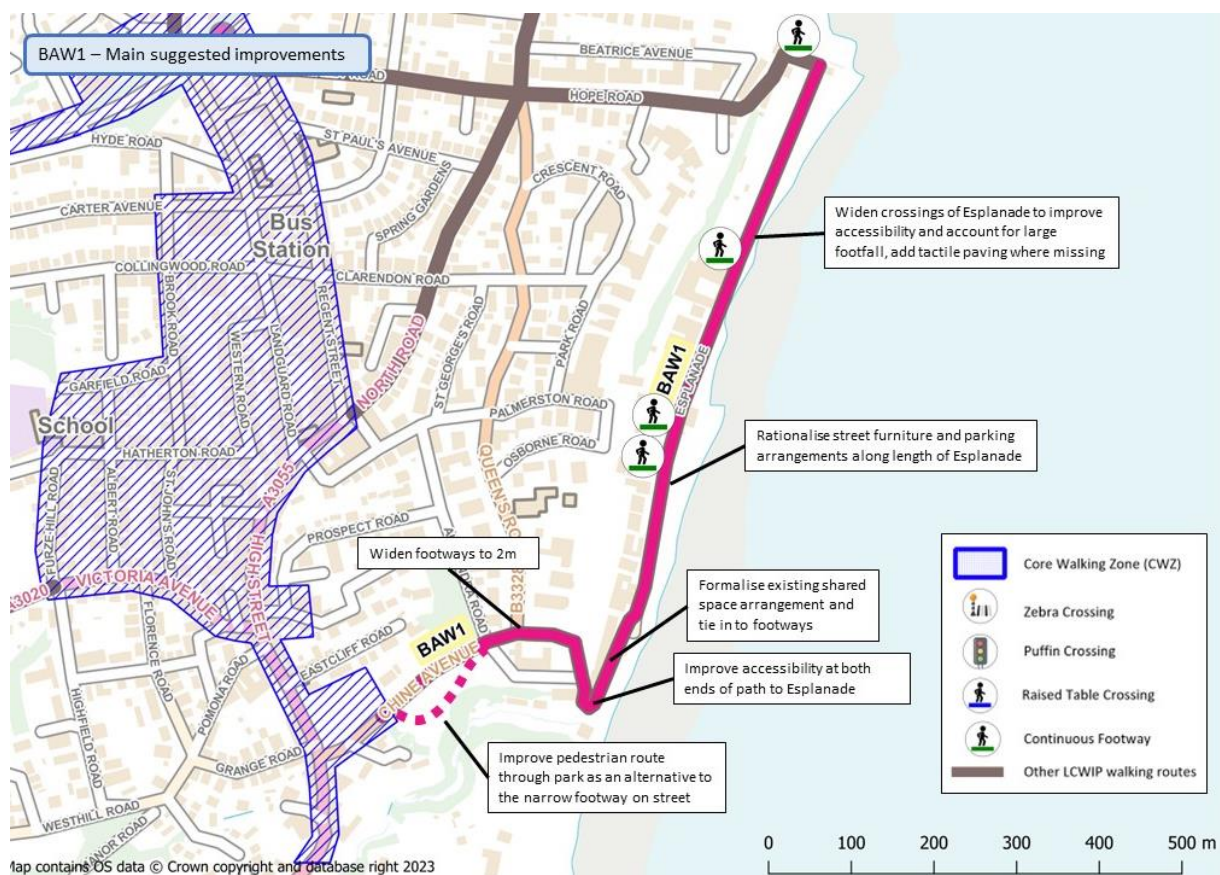 BAW1 – Main suggested improvements
BEATRICE AVENUE
ROAD
HOPE ROAD
HYDE ROAD
ST PAUL'S AVENUE
CRESCENT ROAD
CARTER AVENUE
SPRING GARDENS
Bus
Station
Widen crossings of Esplanade to improve
accessibility and account for large
footfall, add tactile paving where missing
COLLINGWOOD ROAD
CLARENDON ROAD
BROOK ROAD
REGENT STREET
WESTERN ROAD
LANDGUARD ROAD
NORTH ROAD
ST GEORGE'S ROAD
PARK ROAD
BAW1
ESPLANADE
GARFIELD ROAD
PALMERSTON ROAD
School
HATHERTON ROAD
OSBORNE ROAD
QUEEN'S RO
Rationalise street furniture and parking
arrangements along length of Esplanade
A3055
FURZE HILL ROAD
ALBERT ROAD
ST JOHN'S ROAD
HIGH STREET
PROSPECT ROAD
Widen footways to 2m
B3328
A3020
VICTORIA AVENUE
FLORENCE ROAD
Formalise existing shared
space arrangement and
tie in to footways
BAW1
EASTCLIFF ROAD
CHINE AVENUE
POMONA ROAD
Improve accessibility at both
ends of path to Esplanade
HIGHFIELD ROAD
GRANGE ROAD
Improve pedestrian route
through park as an alternative to
the narrow footway on street
WESTHILL ROAD
MANOR ROAD
Core Walking Zone (CWZ)
Zebra Crossing
Puffin Crossing
Raised Table Crossing
Continuous Footway
Other LCWIP walking routes
0 100 200 300 400 500 m
Map contains OS data © Crown copyright and database right 2023